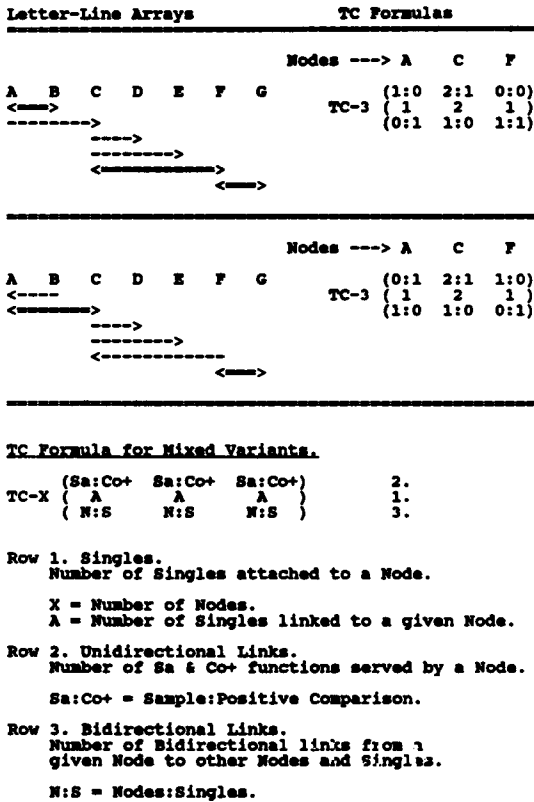 Letter-Line Arrays TC Formulas
Nodes ---> A C F
A B C D E F G (1:0 2:1 0:0)
<===> TC-3 ( 1 2 1 )
--------> (0:1 1:0 1:1)
---->
-------->
<==========>
<===>
Nodes ---> A C F
A B C D E F G (0:1 2:1 1:0)
<---- TC-3 ( 1 2 1 )
<=======> (1:0 1:0 0:1)
---->
-------->
<------------
<===>
TC Formula for Mixed Variants.
(Sa:Co+ Sa:Co+ Sa:Co+) 2.
TC-X ( A A A ) 1.
( N:S N:S N:S ) 3.
Row 1. Singles.
Number of Singles attached to a Node.
X = Number of Nodes.
A = Number of Singles linked to a given Node.
Row 2. Unidirectional Links.
Number of Sa & Co+ functions served by a Node.
Sa:Co+ = Sample:Positive Comparison.
Row 3. Bidirectional Links.
Number of Bidirectional links from a
given Node to other Nodes and Singles.
N:S = Nodes:Singles.